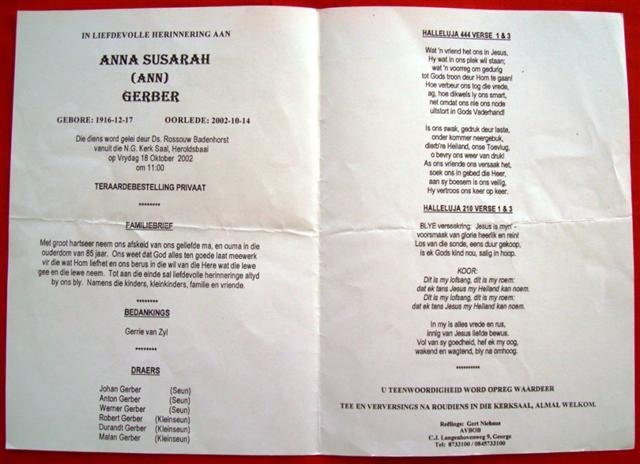 IN LIEFDEVOLLE HERINNERING AAN
ANNA SUSARAH
(ANN)
GERBER
GEBORE: 1916-12-17 OORLEDE: 2002-10-14
Die diens word gelei deur Ds. Rossouw Badenhorst
vanuit die N.G. Kerk Saal, Heroldsbaai
op Vrydag 18 Oktober 2002
om 11:00
TERAARDEBESTELLING PRIVAAT
********
FAMILIEBRIEF
Met groot hartseer neem ons afskeid van ons geliefde ma, en ouma in die
ouderdom van 85 jaar. Ons weet dat God alles ten goede laat meewerk
vir die wat Hom liefhet en ons berus in die wil van die Here wat die lewe
gee en die lewe neem. Tot aan die einde sal liefdevolle herinneringe altyd
by ons bly. Namens die kinders, kleinkinders, familie en vriende.
********
BEDANKINGS
Gerrie van Zyl
********
DRAERS
Johan Gerber (Seun)
Anton Gerber (Seun)
Werner Gerber (Seun)
Robert Gerber (Kleinseun)
Durandt Gerber (Kleinseun)
Malan Gerber (Kleinseun)
HALLELUJA 444 VERSE 1 & 3
Wat 'n vriend het ons in Jesus,
Hy wat in ons plek wil staan;
wat 'n voorreg om gedurig
tot Gods troon deur Hom te gaan!
Hoe verbeur ons tog die vrede,
ag, hoe dikwels ly ons smart,
net omdat ons nie ons node
uitstort in Gods Vaderhand!
Is ons swak, gedruk deur laste,
onder kommer neergebuk,
dierb're Heiland, onse Toevlug,
o bevry ons weer van druk!
As ons vriende ons versaak het,
soek ons in gebed die Heer,
aan sy boesem is ons veilig,
Hy vertroos ons keer op keer.
HALLELUJA 210 VERSE 1 & 3
BLYE versekring: Jesus is myn' -
voorsmaak van glorie heerlik en rein!
Los van die sonde, eens duur gekoop,
is ek Gods kind nou, salig in hoop.
KOOR:
Dit is my lofsang, dit is my roem:
dat ek tans Jesus my Heiland kan noem.
Dit is my lofsang, dit is my roem:
dat ek tans Jesus my Heiland kan noem.
In my is alles vrede en rus,
innig van Jesus liefde bewus.
Vol van sy goedheid, hef ek my oog,
wakend en wagtend, bly na omhoog.
**********
U TEENWOORDIGHEID WORD OPREG WAARDEER
TEE EN VERVERSINGS NA ROUDIENS IN DIE KERKSAAL, ALMAL WELKOM.
Reëlings: Gert Niehaus
AVBOB
C.J. Langenhovenweg 9, George
Tel: 8733100 / 0845733100